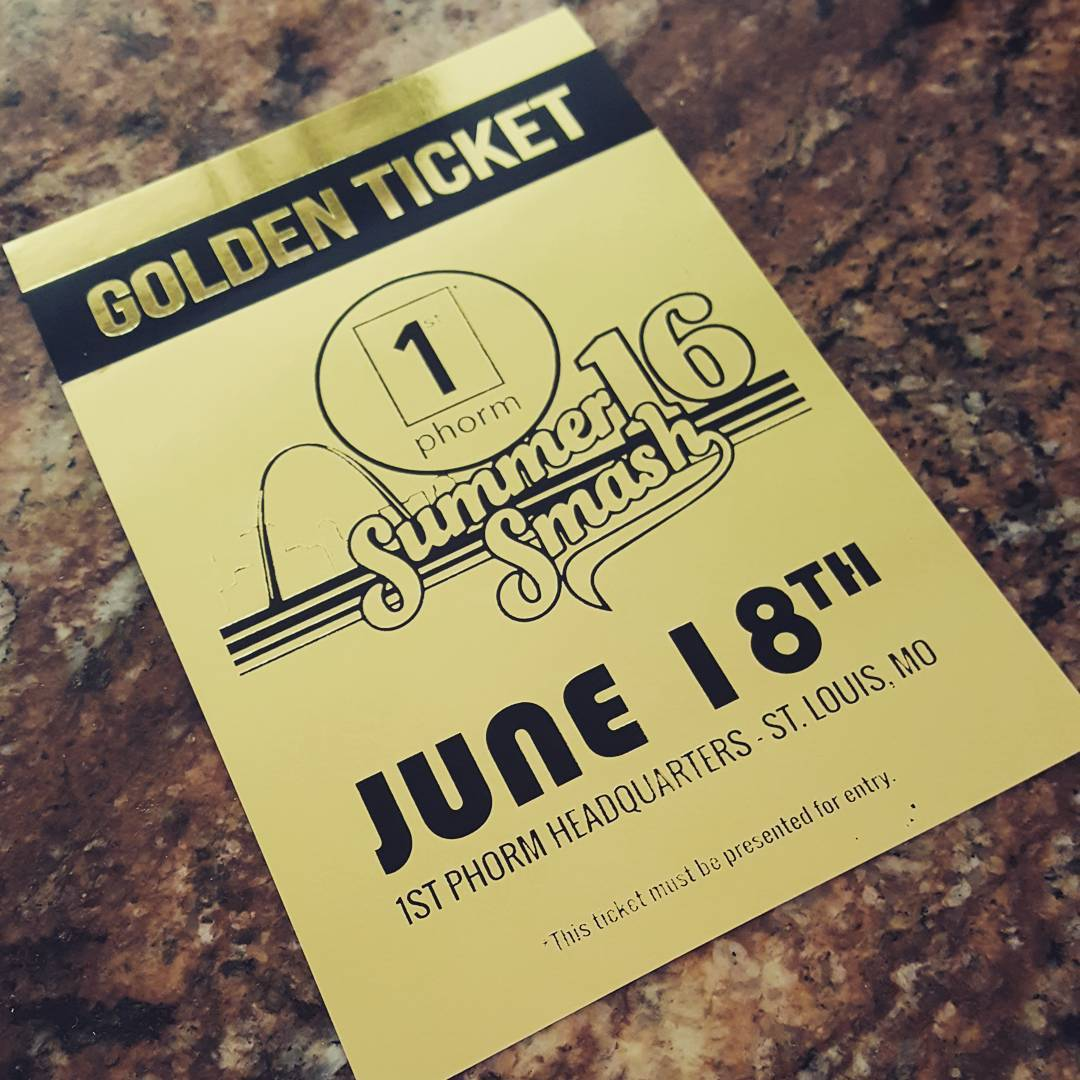 GOLDEN TICKET
1ST
phorm
Summer 16
Smash
JUNE 18TH
1ST PHORM HEADQUARTERS - ST. LOUIS, MO
*This ticket must be presented for entry.